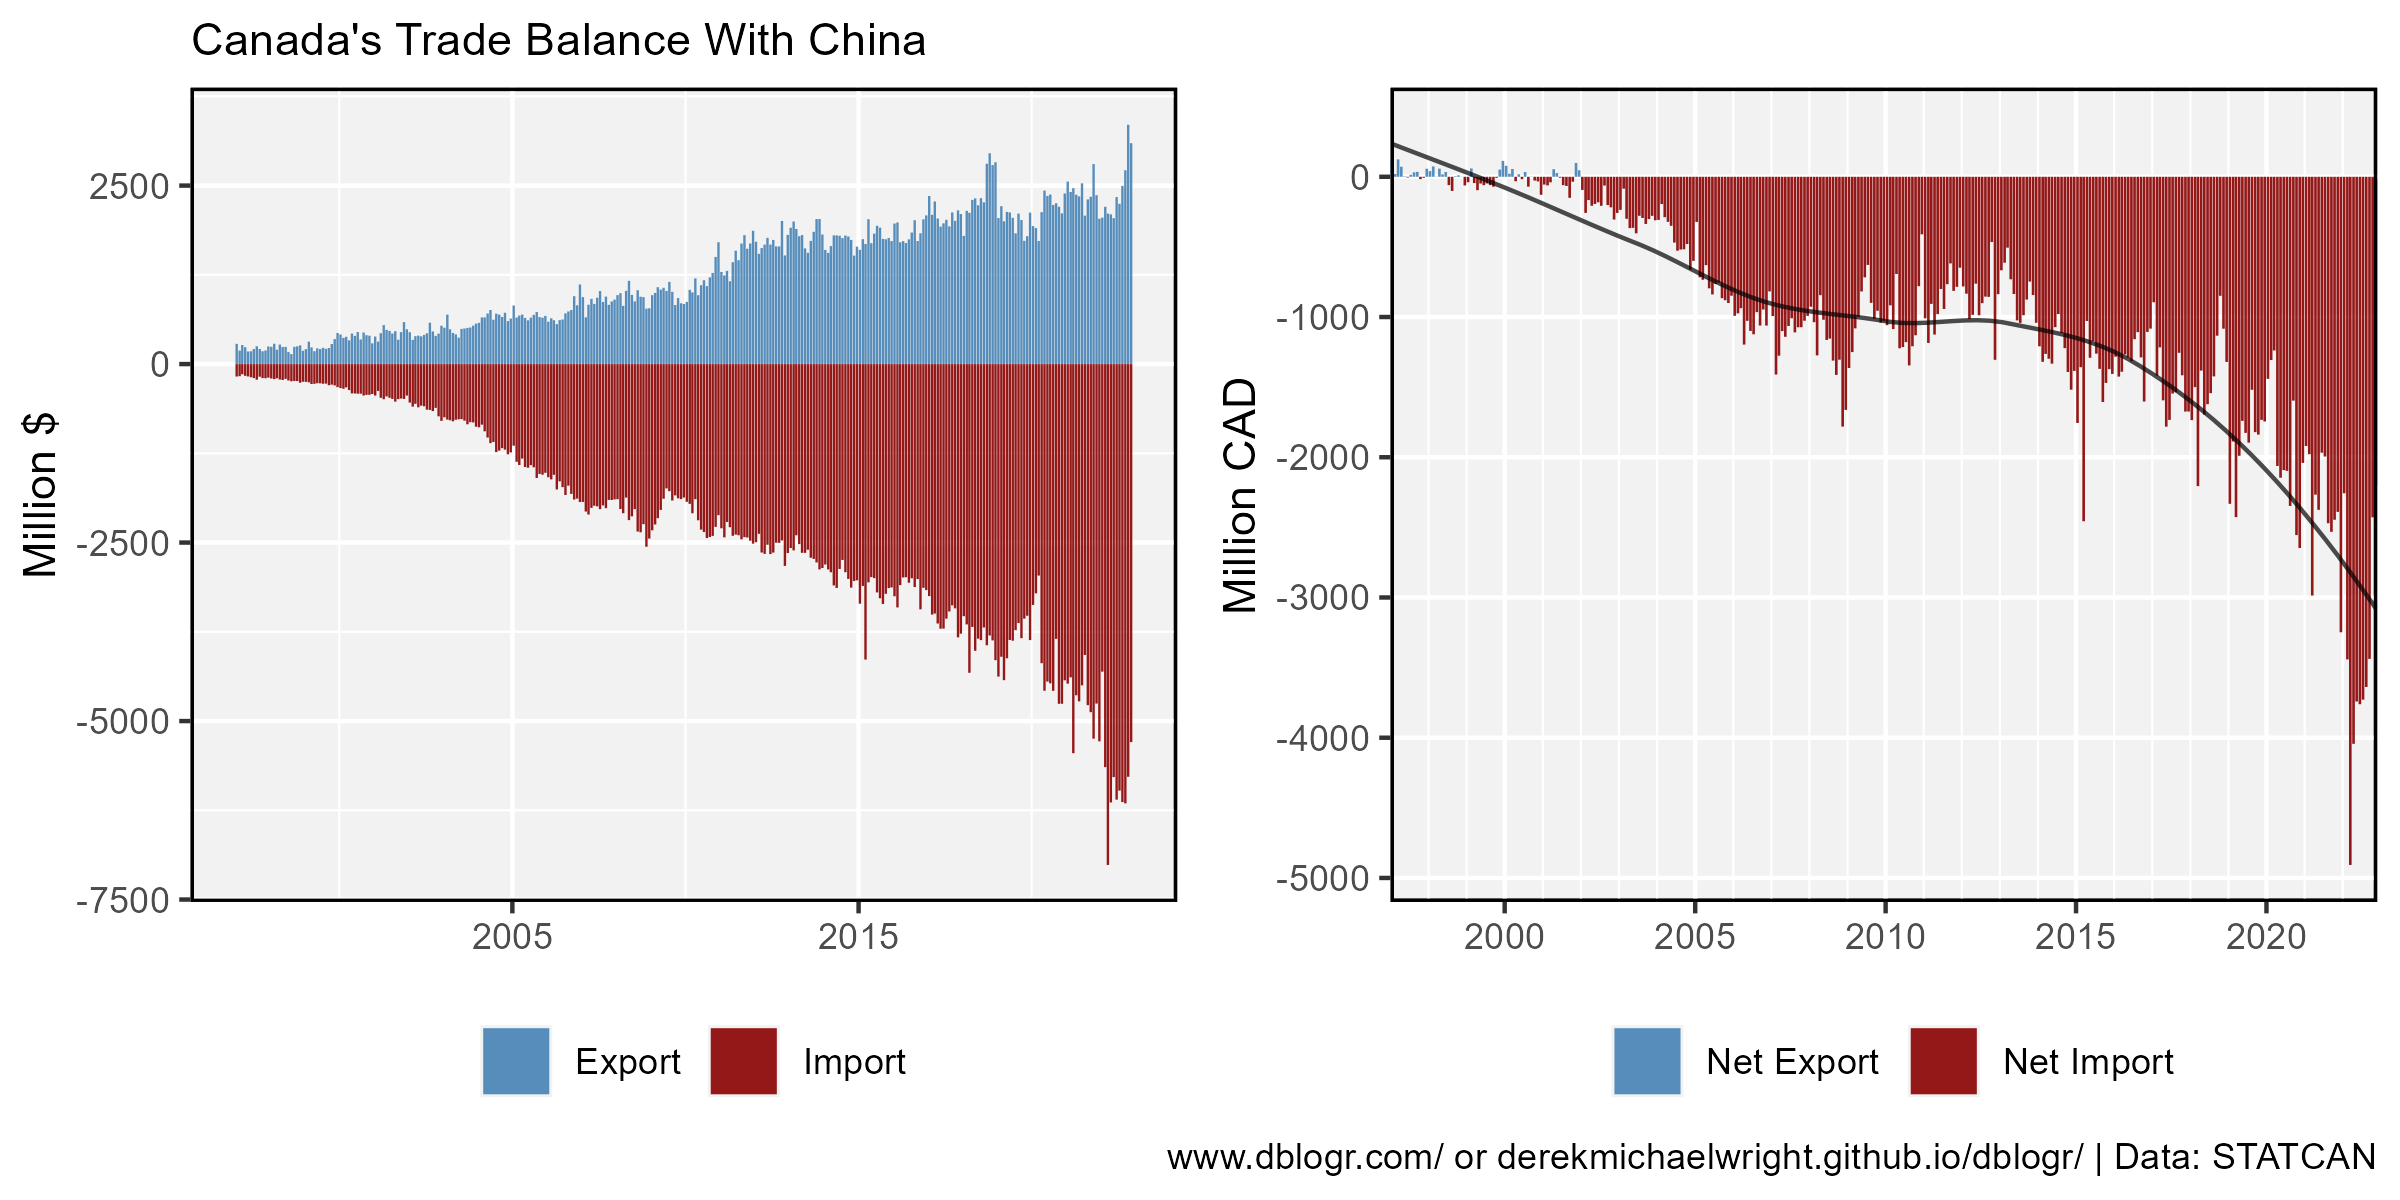 Canada's Trade Balance With China
Million $
2500
0
-2500
-5000
-7500
2005
2015
Export
Import
Million CAD
0
-1000
-2000
-3000
-4000
-5000
2000
2005
2010
2015
2020
Net Export
Net Import
www.dblogr.com/ or derekmichaelwright.github.io/dblogr/ | Data: STATCAN